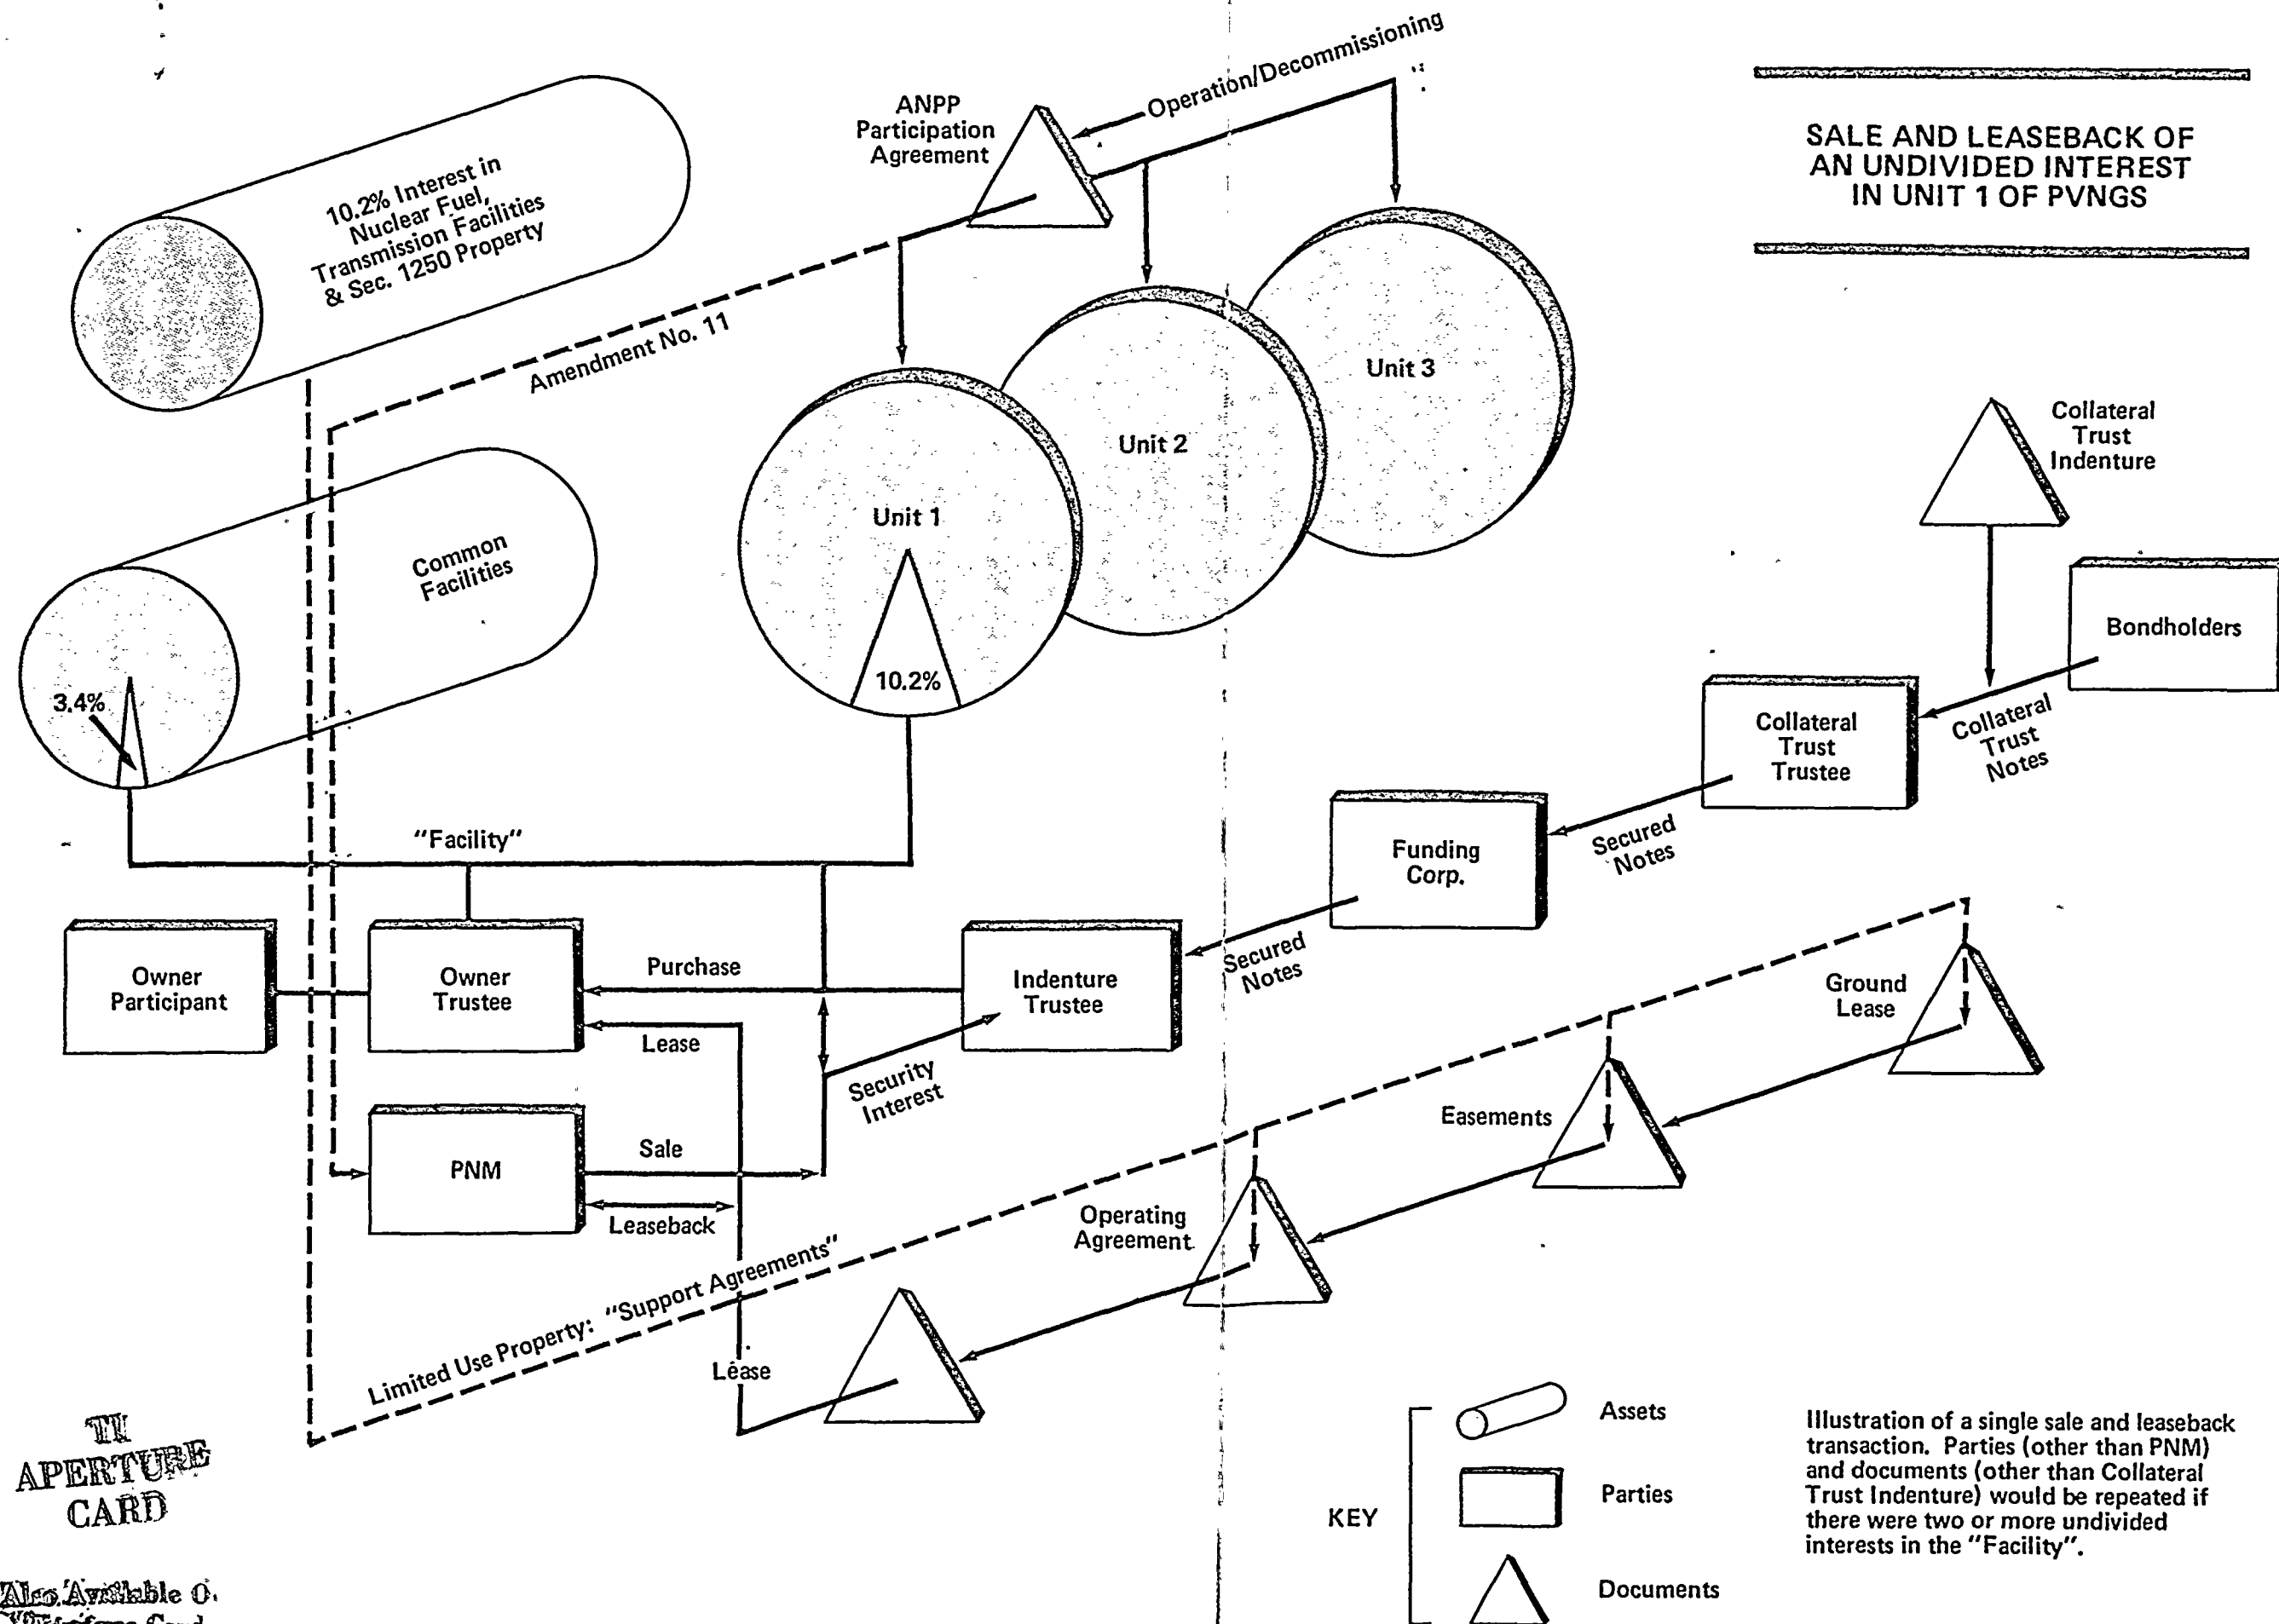 SALE AND LEASEBACK OF
AN UNDIVIDED INTEREST
IN UNIT 1 OF PVNGS
Operation/Decommissioning
ANPP
Participation
Agreement
10.2% Interest in
Nuclear Fuel,
Transmission Facilities
& Sec. 1250 Property
Amendment No. 11
Unit 3
Unit 2
Unit 1
10.2%
Common
Facilities
3.4%
Collateral
Trust
Indenture
Bondholders
Collateral
Trust
Notes
Collateral
Trust
Trustee
Secured
Notes
Funding
Corp.
Secured
Notes
"Facility"
Owner
Participant
Owner
Trustee
Purchase
Indenture
Trustee
Lease
Security
Interest
PNM
Sale
Leaseback
Ground
Lease
Easements
Operating
Agreement
Limited Use Property: "Support Agreements"
Lease
TI
APERTURE
CARD
Also Available O
KEY
Assets
Parties
Documents
Illustration of a single sale and leaseback
transaction. Parties (other than PNM)
and documents (other than Collateral
Trust Indenture) would be repeated if
there were two or more undivided
interests in the "Facility".